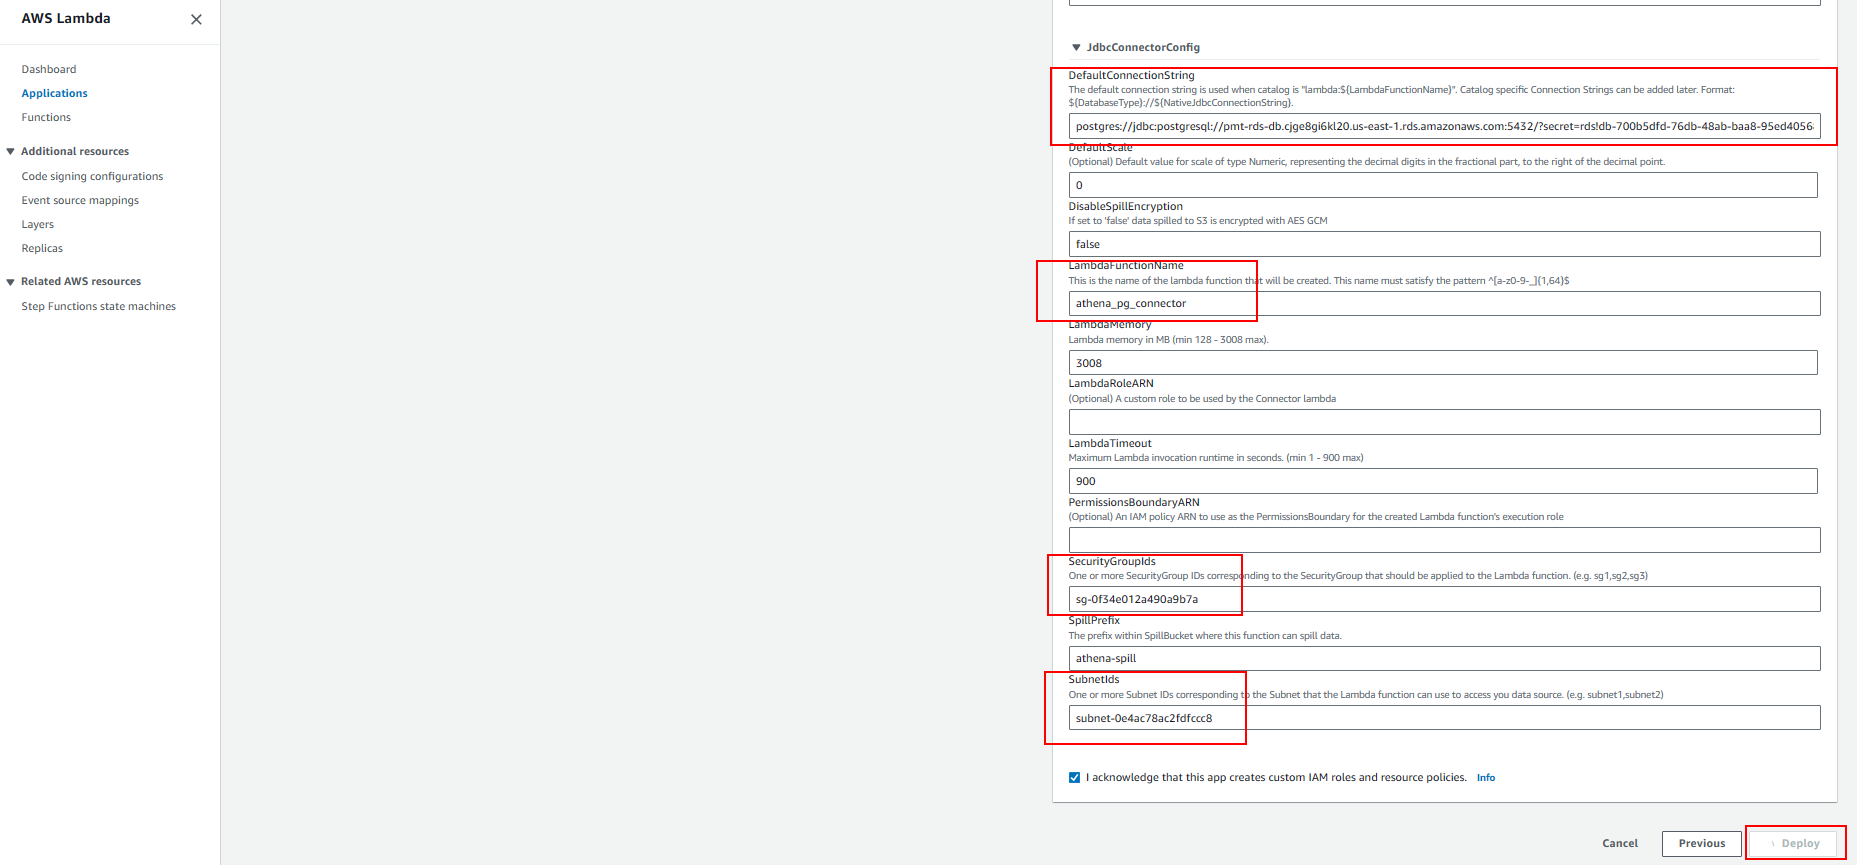 AWS Lambda
Dashboard
Applications
Functions
Additional resources
Code signing configurations
Event source mappings
Layers
Replicas
Related AWS resources
Step Functions state machines
JdbcConnectorConfig
DefaultConnectionString
The default connection string is used when catalog is "lambda:${LambdaFunctionName}". Catalog specific Connection Strings can be added later. Format:
${DatabaseType}://${NativeJdbcConnectionString}.
postgres://jdbc:postgresql://pmt-rds-db.cjge8gi6kl20.us-east-1.rds.amazonaws.com:5432/?secret=rds!db-700b5dfd-76db-48ab-baa8-95ed4056
DefaultScale
(Optional) Default value for scale of type Numeric, representing the decimal digits in the fractional part, to the right of the decimal point.
0
DisableSpillEncryption
If set to 'false' data spilled to S3 is encrypted with AES GCM
false
LambdaFunctionName
This is the name of the lambda function that will be created. This name must satisfy the pattern ^[a-z0-9-_]{1,64}$
athena_pg_connector
LambdaMemory
Lambda memory in MB (min 128 - 3008 max).
3008
LambdaRoleARN
(Optional) A custom role to be used by the Connector lambda
LambdaTimeout
Maximum Lambda invocation runtime in seconds. (min 1 - 900 max)
900
PermissionsBoundaryARN
(Optional) An IAM policy ARN to use as the PermissionsBoundary for the created Lambda function's execution role
SecurityGroupIds
One or more SecurityGroup IDs corresponding to the SecurityGroup that should be applied to the Lambda function. (e.g. sg1,sg2,sg3)
sg-0f34e012a490a9b7a
SpillPrefix
The prefix within SpillBucket where this function can spill data.
athena-spill
SubnetIds
One or more Subnet IDs corresponding to the Subnet that the Lambda function can use to access you data source. (e.g. subnet1,subnet2)
subnet-0e4ac78ac2fdfccc8
I acknowledge that this app creates custom IAM roles and resource policies. Info
Cancel Previous Deploy